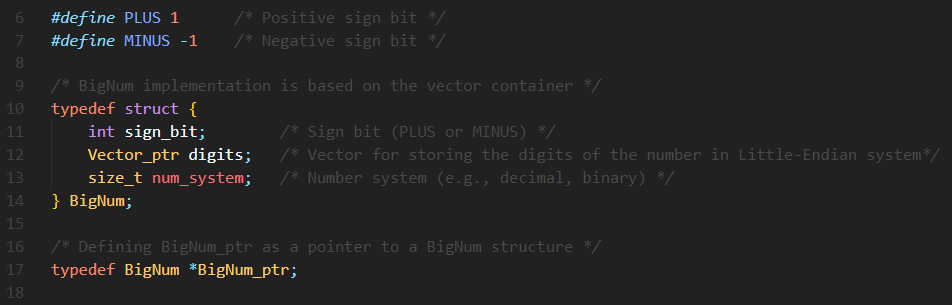 6 #define PLUS 1 /* Positive sign bit */
7 #define MINUS -1 /* Negative sign bit */
8
9 /* BigNum implementation is based on the vector container */
10 typedef struct {
11 int sign_bit; /* Sign bit (PLUS or MINUS) */
12 Vector_ptr digits; /* Vector for storing the digits of the number in Little-Endian system*/
13 size_t num_system; /* Number system (e.g., decimal, binary) */
14 } BigNum;
15
16 /* Defining BigNum_ptr as a pointer to a BigNum structure */
17 typedef BigNum *BigNum_ptr;
18